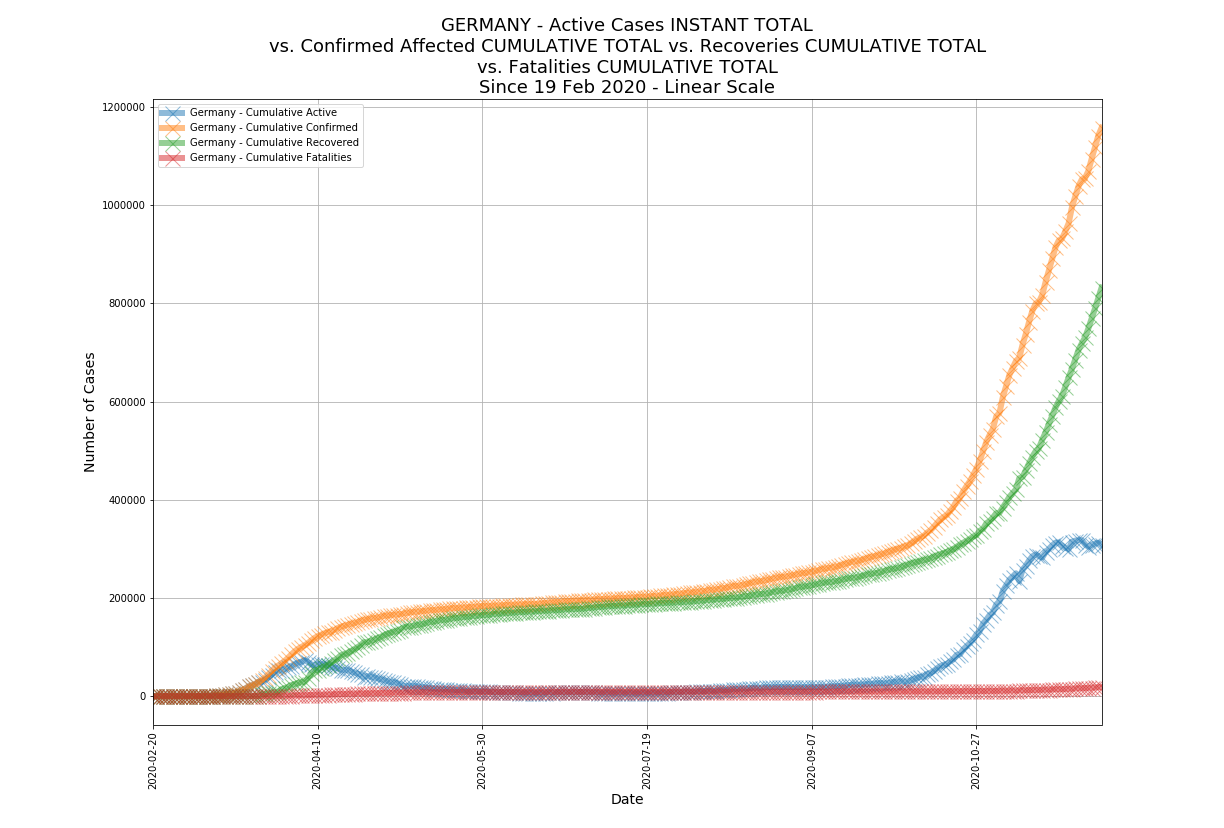 GERMANY - Active Cases INSTANT TOTAL
vs. Confirmed Affected CUMULATIVE TOTAL vs. Recoveries CUMULATIVE TOTAL
vs. Fatalities CUMULATIVE TOTAL
Since 19 Feb 2020 - Linear Scale
Germany - Cumulative Active
Germany - Cumulative Confirmed
Germany - Cumulative Recovered
Germany - Cumulative Fatalities
Number of Cases
1200000
1000000
800000
600000
400000
200000
0
2020-02-20
2020-04-10
2020-05-30
2020-07-19
2020-09-07
2020-10-27
Date